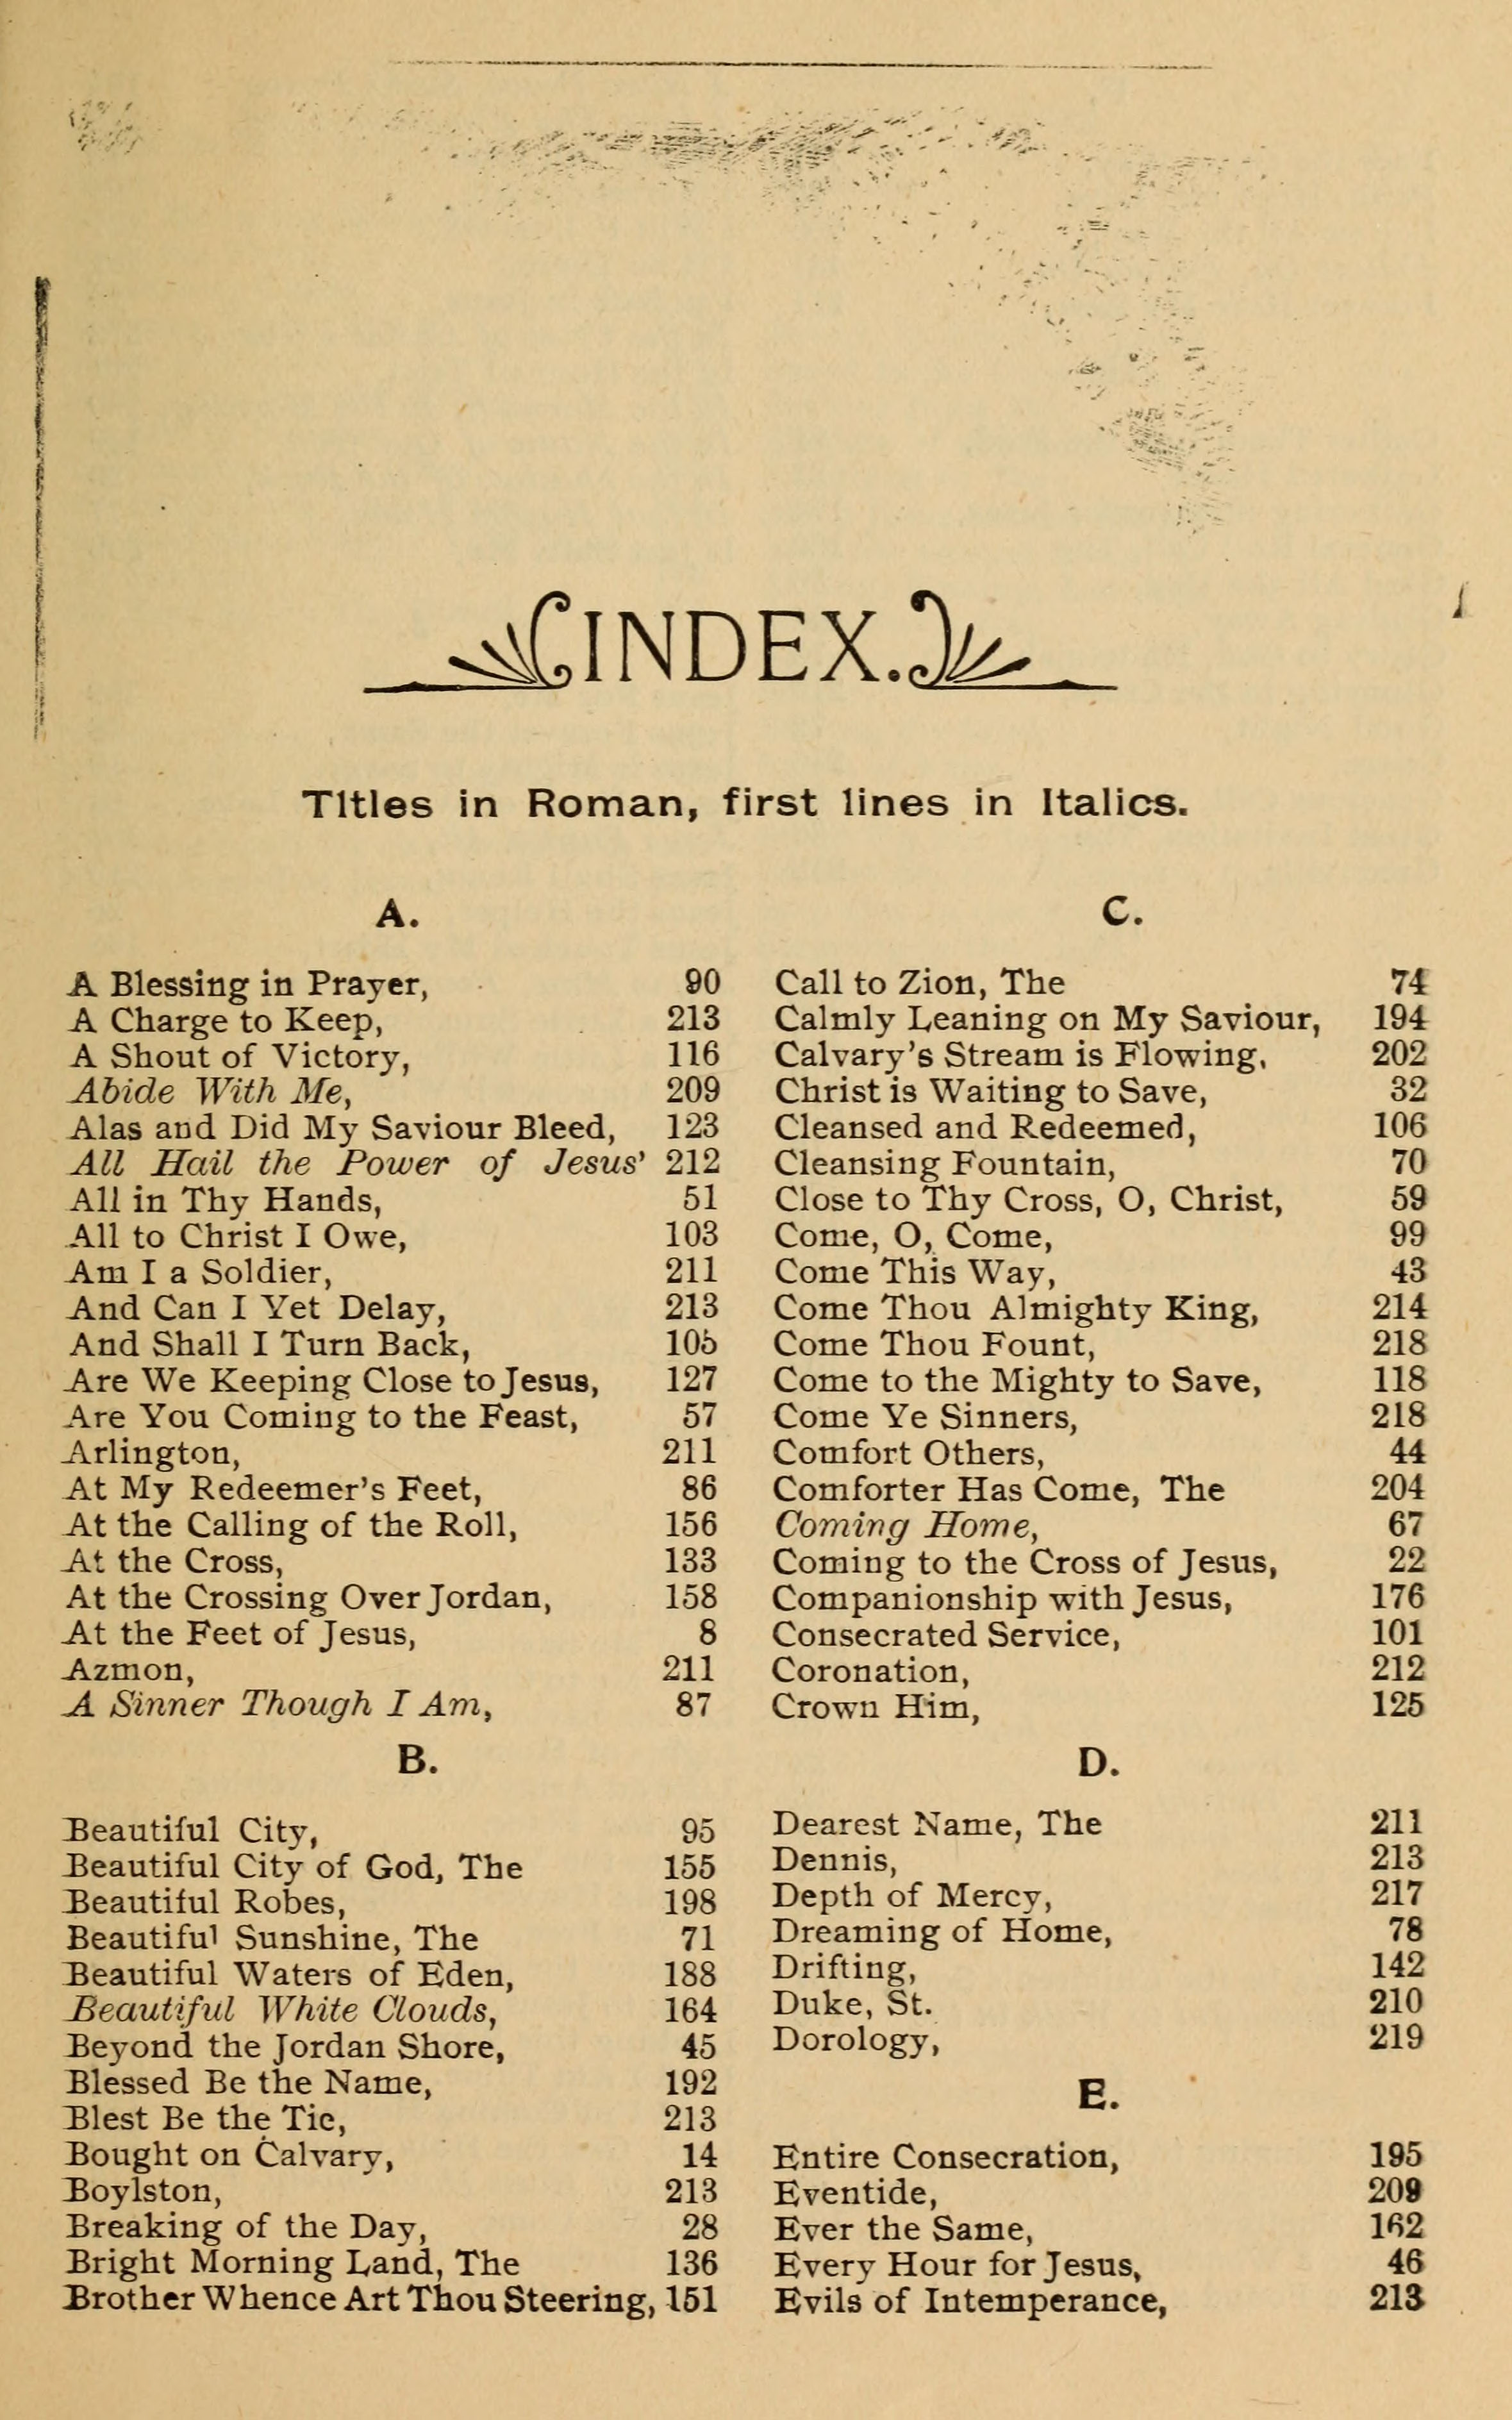 INDEX.
Titles in Roman, first lines in Italics.
A.
A Blessing in Prayer, 90
A Charge to Keep, 213
A Shout of Victory, 116
Abide With Me, 209
Alas and Did My Saviour Bleed, 123
All Hail the Power of Jesus' 212
All in Thy Hands, 51
All to Christ I Owe, 103
Am I a Soldier, 211
And Can I Yet Delay, 213
And Shall I Turn Back, 105
Are We Keeping Close to Jesus, 127
Are You Coming to the Feast, 57
Arlington, 211
At My Redeemer's Feet, 86
At the Calling of the Roll, 156
At the Cross, 133
At the Crossing Over Jordan, 158
At the Feet of Jesus, 8
Azmon, 211
A Sinner Though I Am, 87
B.
Beautiful City, 95
Beautiful City of God, The 155
Beautiful Robes, 198
Beautiful Sunshine, The 71
Beautiful Waters of Eden, 188
Beautiful White Clouds, 164
Beyond the Jordan Shore, 45
Blessed Be the Name, 192
Blest Be the Tie, 213
Bought on Calvary, 14
Boylston, 213
Breaking of the Day, 28
Bright Morning Land, The 136
Brother Whence Art Thou Steering, 151
C.
Call to Zion, The 74
Calmly Leaning on My Saviour, 194
Calvary's Stream is Flowing, 202
Christ is Waiting to Save, 32
Cleansed and Redeemed, 106
Cleansing Fountain, 70
Close to Thy Cross, O, Christ, 59
Come, O, Come, 99
Come This Way, 43
Come Thou Almighty King, 214
Come Thou Fount, 218
Come to the Mighty to Save, 118
Come Ye Sinners, 218
Comfort Others, 44
Comforter Has Come, The 204
Coming Home, 67
Coming to the Cross of Jesus, 22
Companionship with Jesus, 176
Consecrated Service, 101
Coronation, 212
Crown Him, 125
D.
Dearest Name, The 211
Dennis, 213
Depth of Mercy, 217
Dreaming of Home, 78
Drifting, 142
Duke, St. 210
Dorology, 219
E.
Entire Consecration, 195
Eventide, 209
Ever the Same, 162
Every Hour for Jesus, 46
Evils of Intemperance, 213